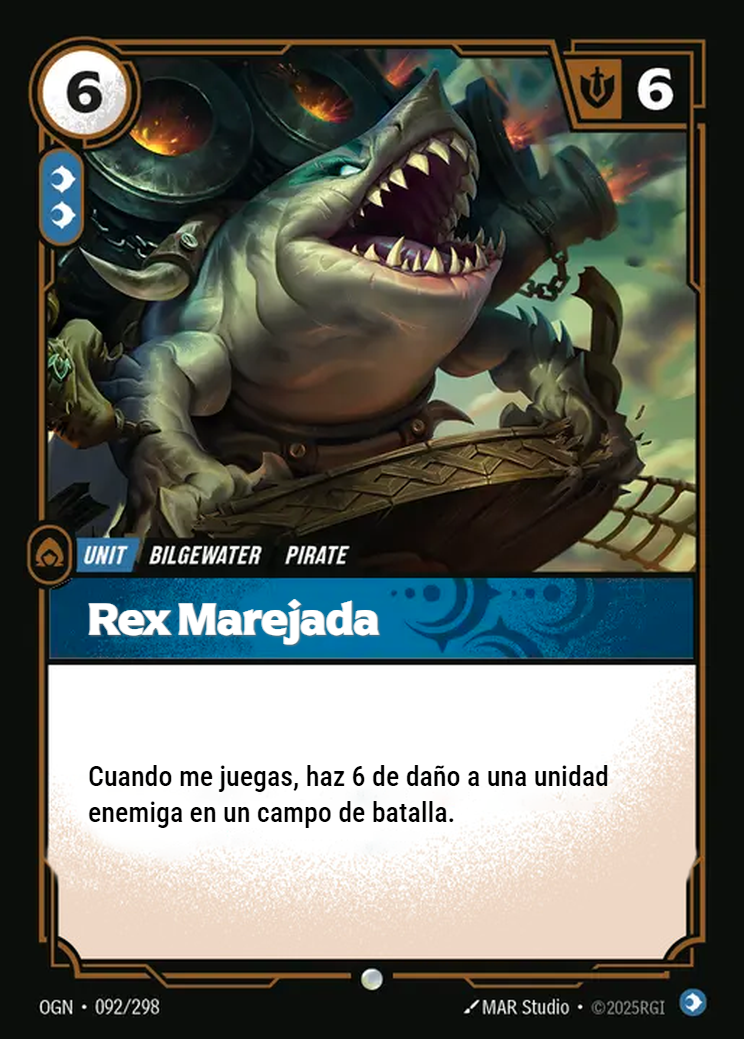 6
6
UNIT BILGEWATER PIRATE
Rex Marejada
Cuando me juegas, haz 6 de daño a una unidad
enemiga en un campo de batalla.
OGN • 092/298
MAR Studio • ©2025RGI